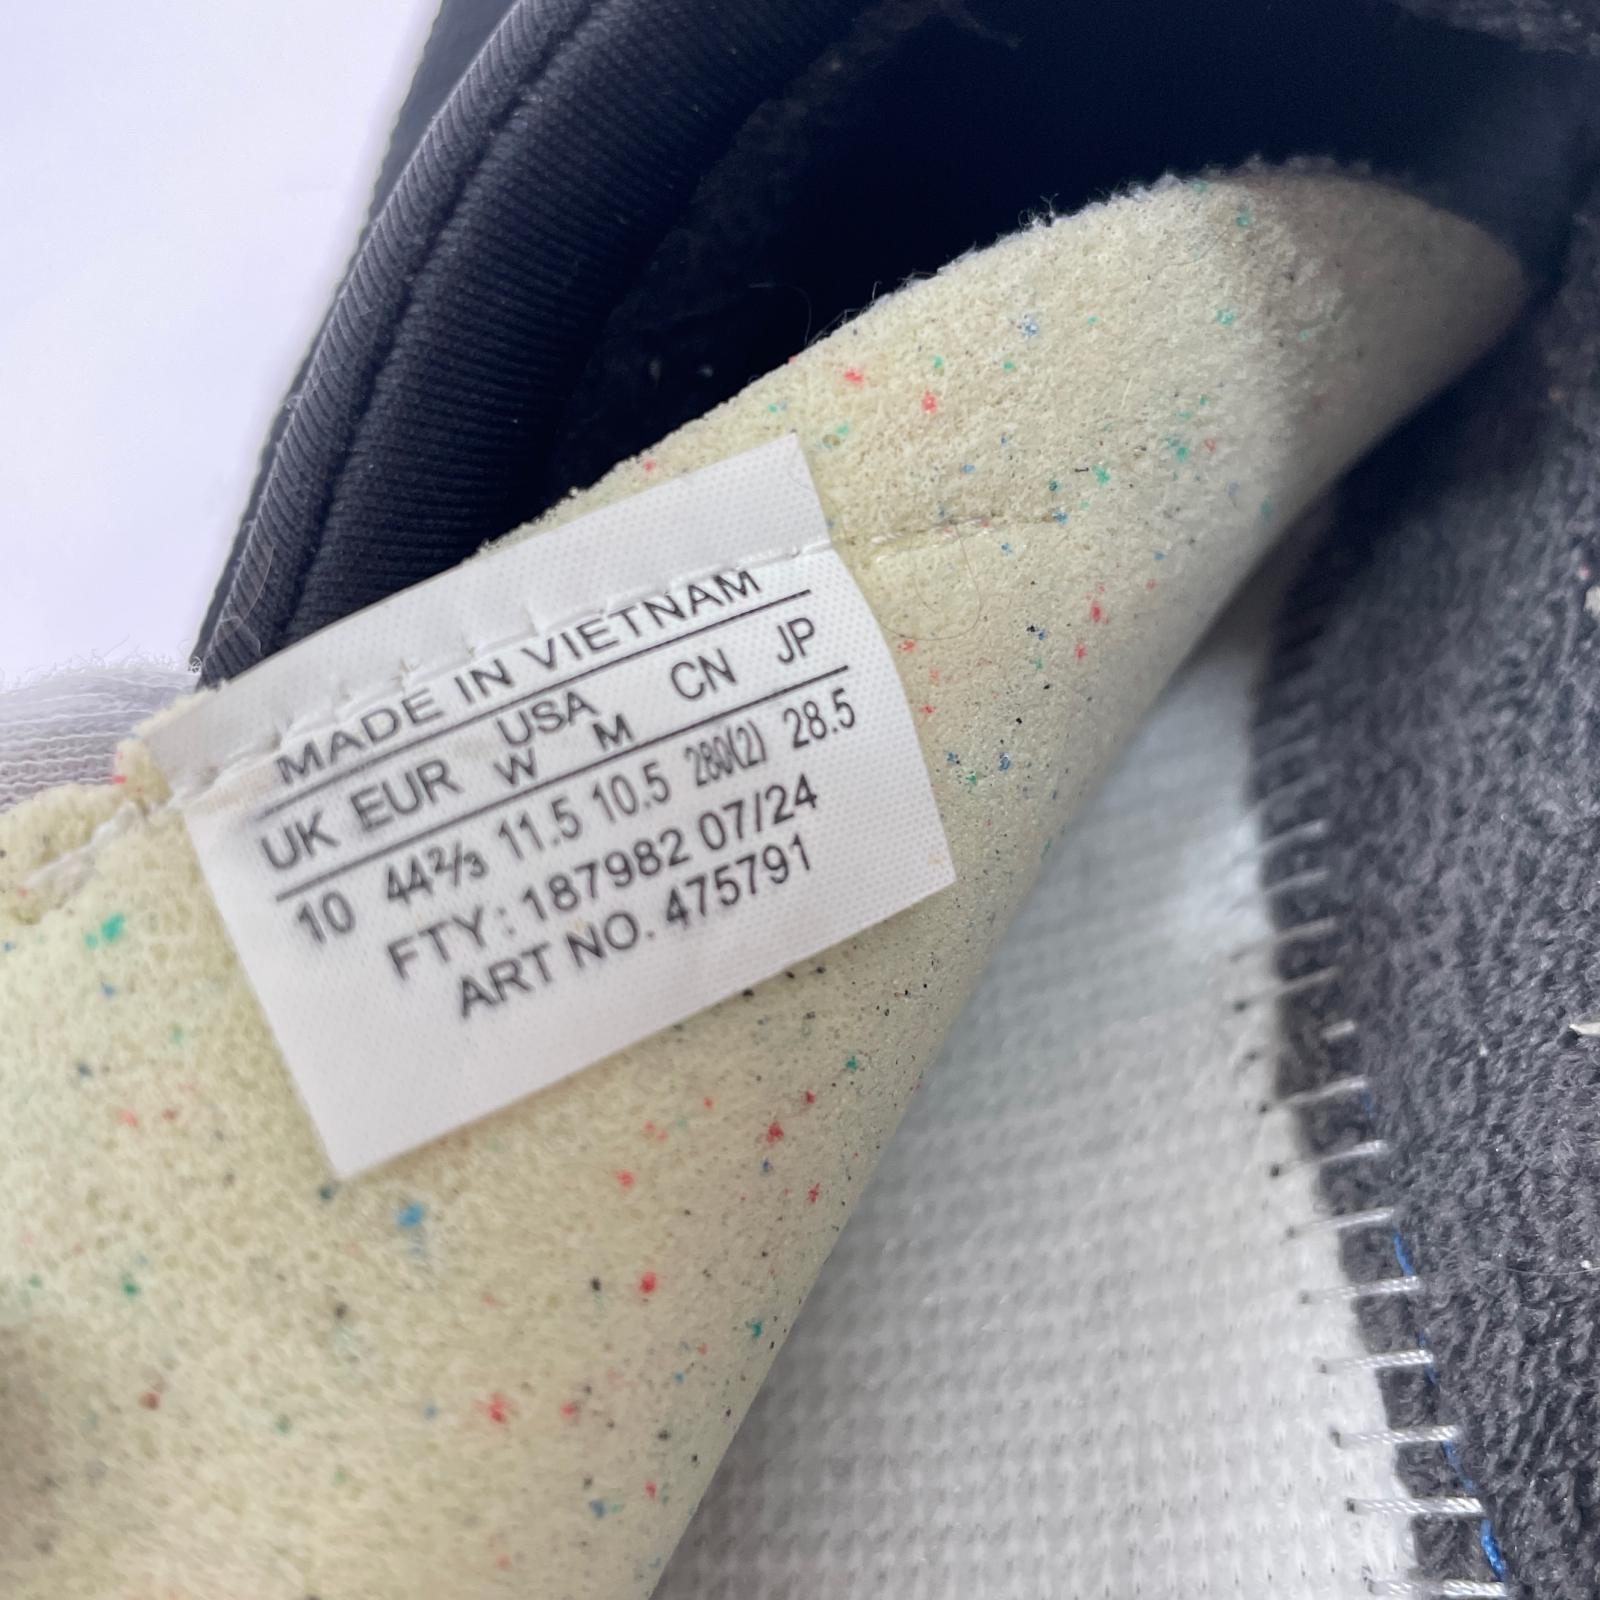 MADE IN VIETNAM
UK EUR USA W M CN JP
10 44⅔ 11.5 10.5 280(2) 28.5
FTY: 187982 07/24
ART NO. 475791